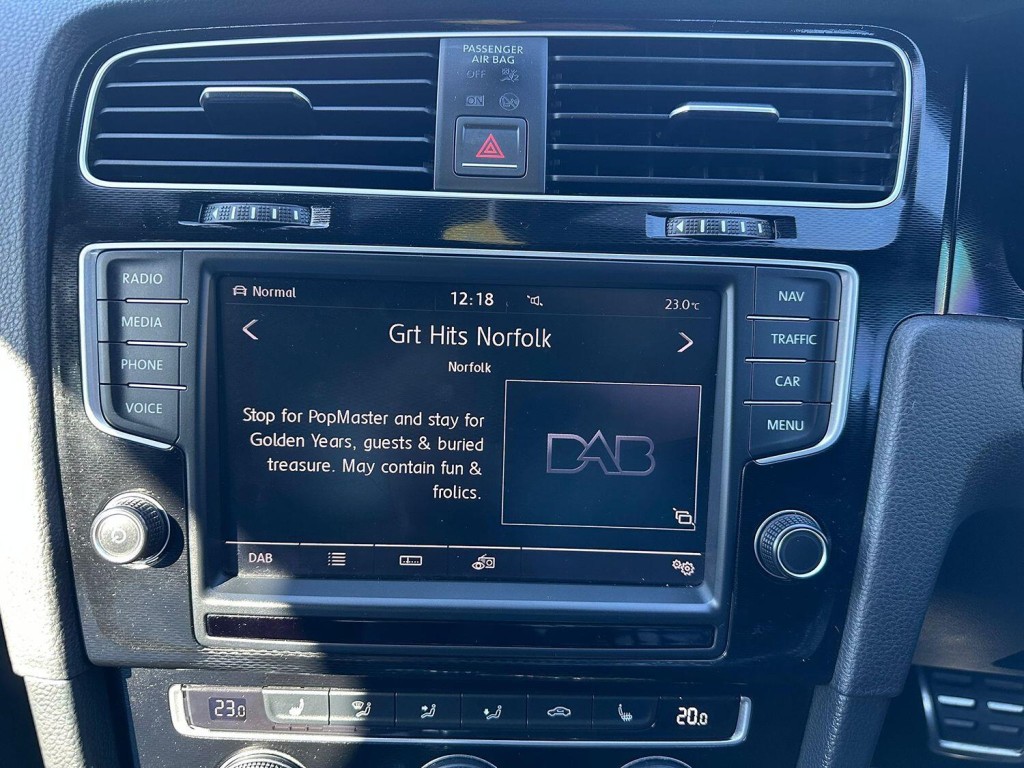 PASSENGER
AIR BAG
OFF
ON
RADIO
MEDIA
PHONE
VOICE
NAV
TRAFFIC
CAR
MENU
Normal
12:18
23.0°C
Grt Hits Norfolk
Norfolk
Stop for PopMaster and stay for
Golden Years, guests & buried
treasure. May contain fun &
frolics.
DAB
DAB
23.0
20.0